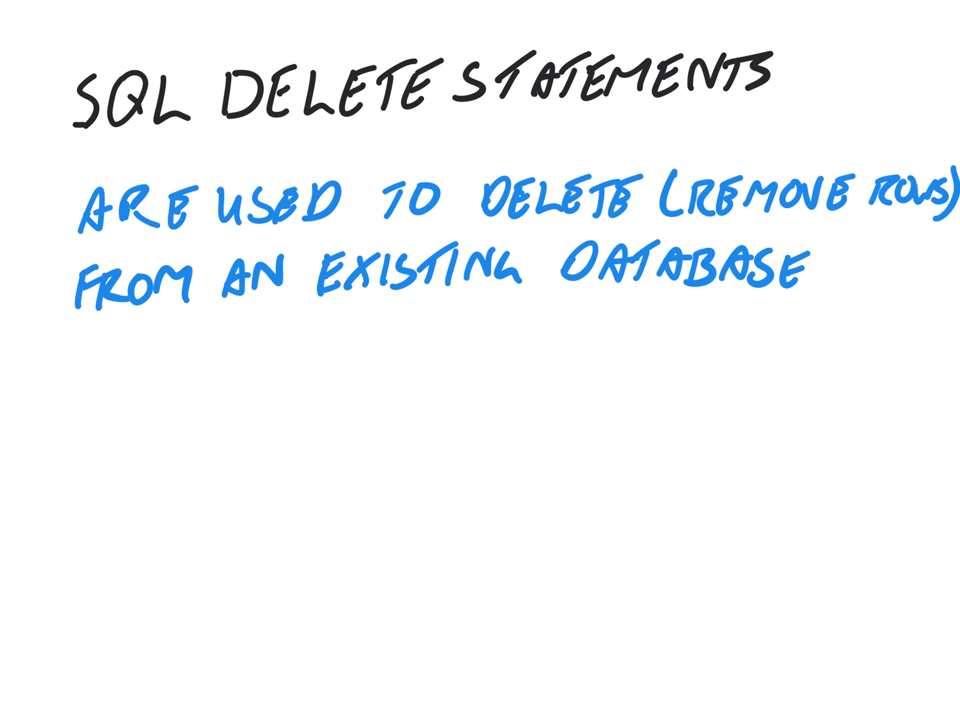 SQL DELETE STATEMENTS
ARE USED TO DELETE (REMOVE ROWS)
FROM AN EXISTING DATABASE